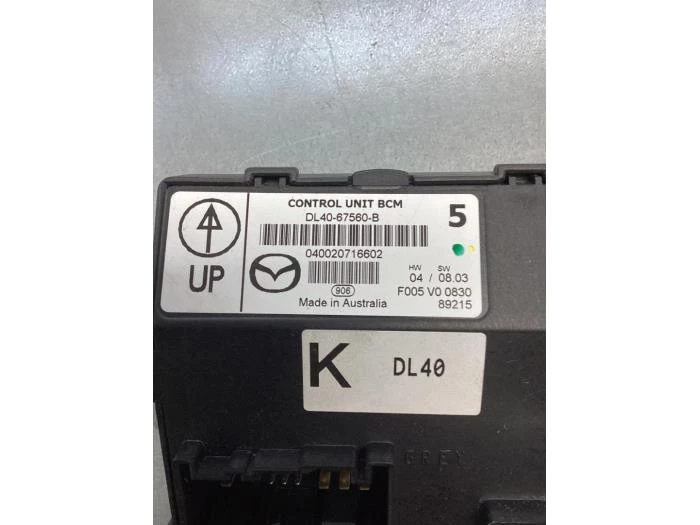 CONTROL UNIT BCM
DL40-67560-B
5
040020716602
HW SW
04 / 08.03
UP
906
F005 V0 0830
Made in Australia
89215
K DL40
GREY